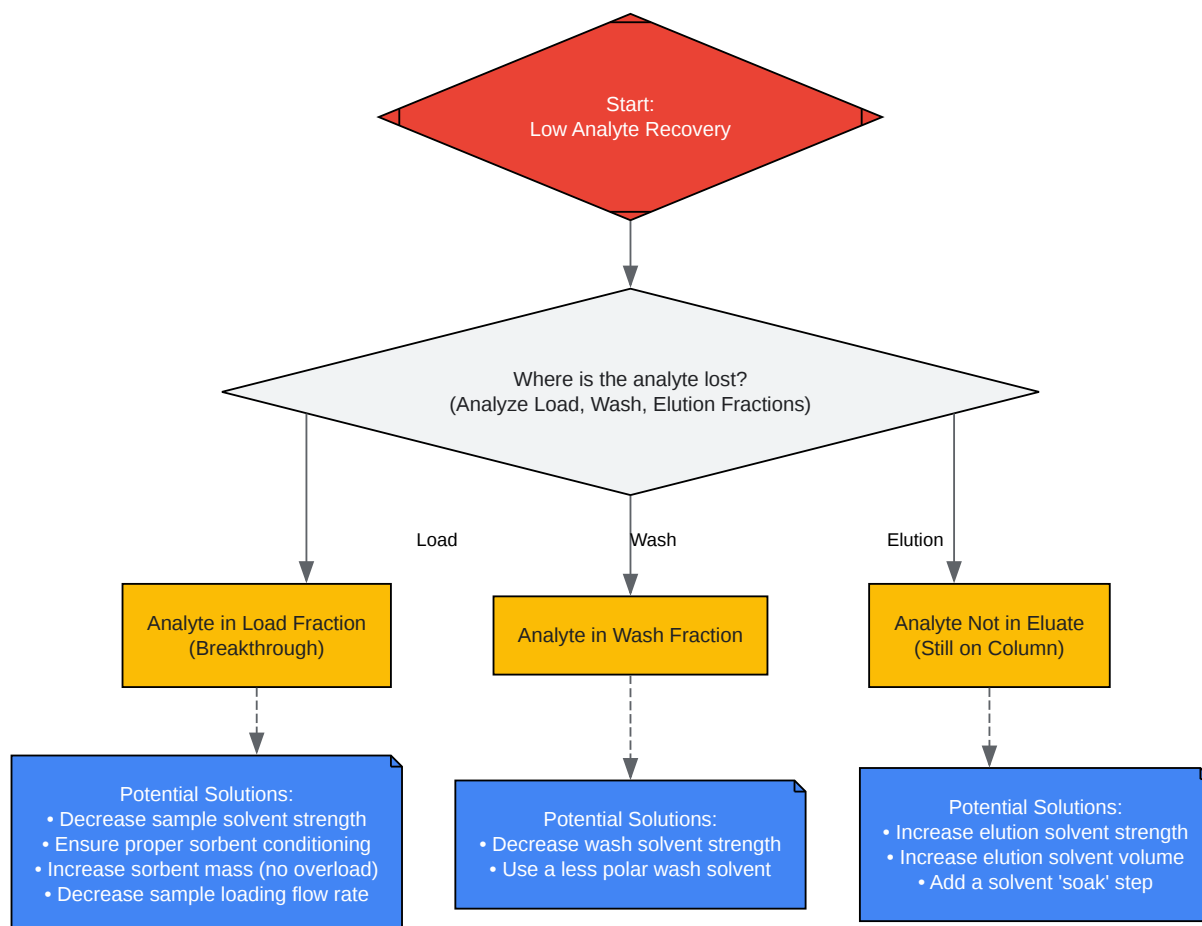 Start:
Low Analyte Recovery
Where is the analyte lost?
(Analyze Load, Wash, Elution Fractions)
Load
Wash
Elution
Analyte in Load Fraction
(Breakthrough)
Analyte in Wash Fraction
Analyte Not in Eluate
(Still on Column)
Potential Solutions:
• Decrease sample solvent strength
• Ensure proper sorbent conditioning
• Increase sorbent mass (no overload)
• Decrease sample loading flow rate
Potential Solutions:
• Decrease wash solvent strength
• Use a less polar wash solvent
Potential Solutions:
• Increase elution solvent strength
• Increase elution solvent volume
• Add a solvent 'soak' step